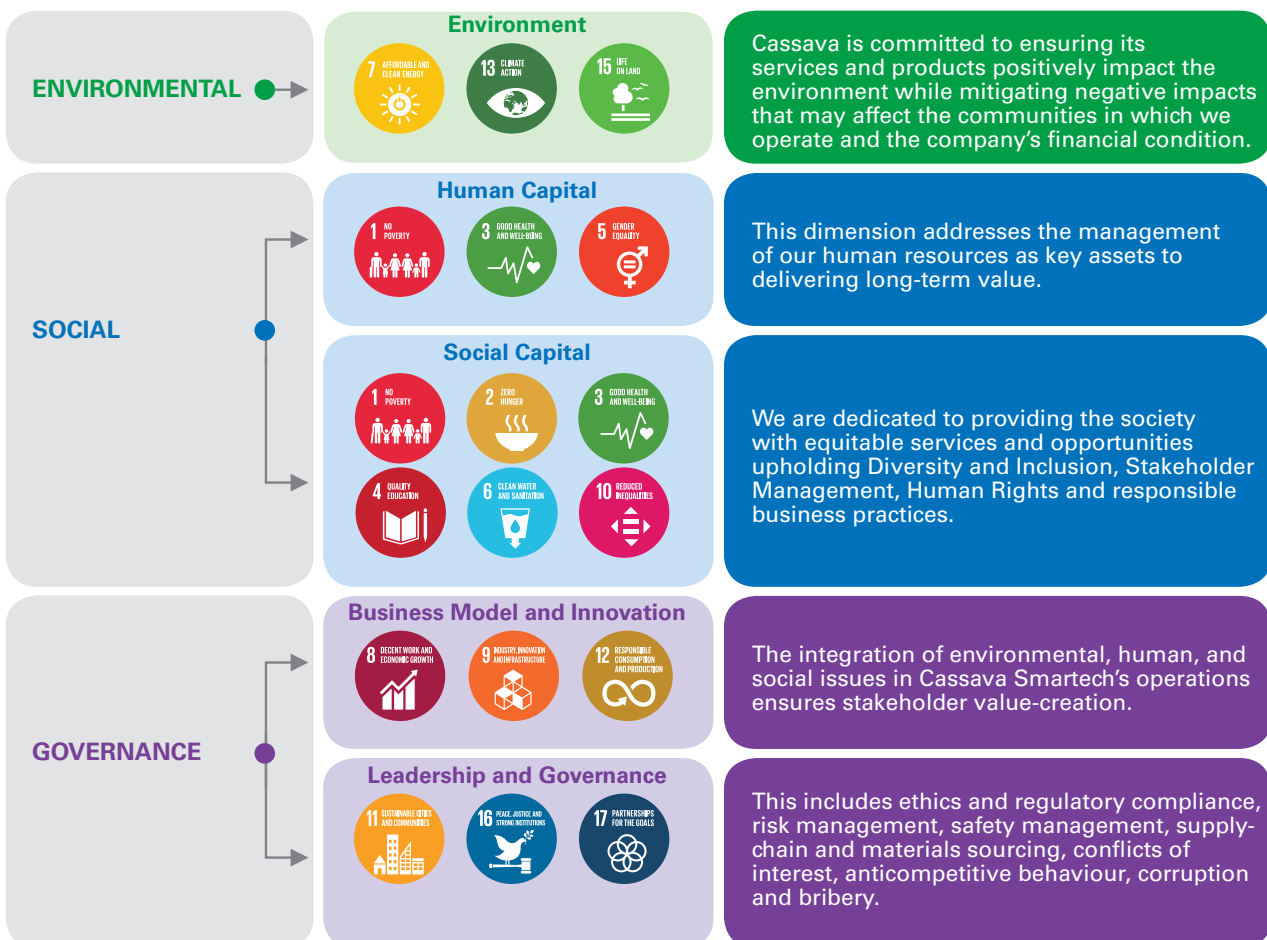 ENVIRONMENTAL
Environment
7 AFFORDABLE AND
CLEAN ENERGY
13 CLIMATE
ACTION
15 LIFE
ON LAND
Cassava is committed to ensuring its
services and products positively impact the
environment while mitigating negative impacts
that may affect the communities in which we
operate and the company's financial condition.
SOCIAL
Human Capital
1 NO
POVERTY
3 GOOD HEALTH
AND WELL-BEING
5 GENDER
EQUALITY
This dimension addresses the management
of our human resources as key assets to
delivering long-term value.
Social Capital
1 NO
POVERTY
2 ZERO
HUNGER
3 GOOD HEALTH
AND WELL-BEING
4 QUALITY
EDUCATION
6 CLEAN WATER
AND SANITATION
10 REDUCED
INEQUALITIES
We are dedicated to providing the society
with equitable services and opportunities
upholding Diversity and Inclusion, Stakeholder
Management, Human Rights and responsible
business practices.
GOVERNANCE
Business Model and Innovation
8 DECENT WORK AND
ECONOMIC GROWTH
9 INDUSTRY, INNOVATION
AND INFRASTRUCTURE
12 RESPONSIBLE
CONSUMPTION
AND PRODUCTION
The integration of environmental, human, and
social issues in Cassava Smartech's operations
ensures stakeholder value-creation.
Leadership and Governance
11 SUSTAINABLE CITIES
AND COMMUNITIES
16 PEACE, JUSTICE AND
STRONG INSTITUTIONS
17 PARTNERSHIPS
FOR THE GOALS
This includes ethics and regulatory compliance,
risk management, safety management, supply-
chain and materials sourcing, conflicts of
interest, anticompetitive behaviour, corruption
and bribery.